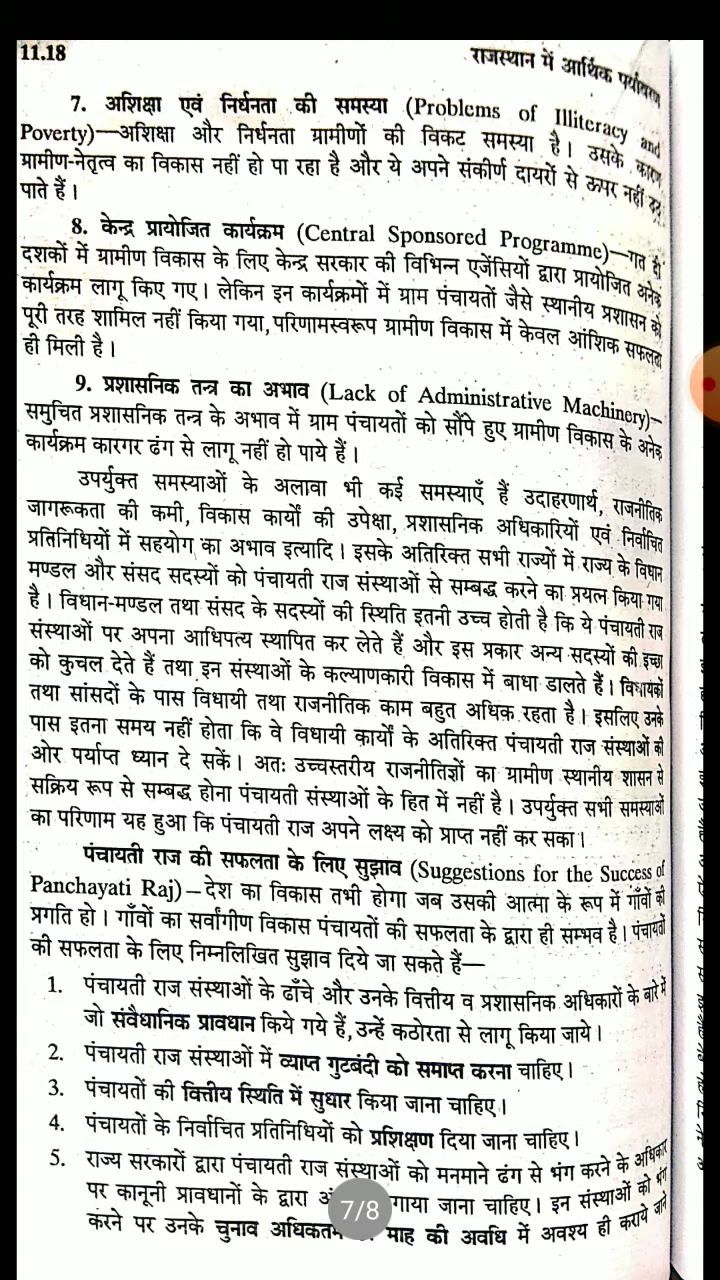 11.18 राजस्थान में आर्थिक पर्यावरण
7. अशिक्षा एवं निर्धनता की समस्या (Problems of Illiteracy and
Poverty)—अशिक्षा और निर्धनता ग्रामीणों की विकट समस्या है। उसके कारण
ग्रामीण-नेतृत्व का विकास नहीं हो पा रहा है और ये अपने संकीर्ण दायरों से ऊपर नहीं उठ
पाते हैं।
8. केन्द्र प्रायोजित कार्यक्रम (Central Sponsored Programme)—गत दो
दशकों में ग्रामीण विकास के लिए केन्द्र सरकार की विभिन्न एजेंसियों द्वारा प्रायोजित अनेक
कार्यक्रम लागू किए गए। लेकिन इन कार्यक्रमों में ग्राम पंचायतों जैसे स्थानीय प्रशासन को
पूरी तरह शामिल नहीं किया गया, परिणामस्वरूप ग्रामीण विकास में केवल आंशिक सफलता
ही मिली है।
9. प्रशासनिक तन्त्र का अभाव (Lack of Administrative Machinery)—
समुचित प्रशासनिक तन्त्र के अभाव में ग्राम पंचायतों को सौंपे हुए ग्रामीण विकास के अनेक
कार्यक्रम कारगर ढंग से लागू नहीं हो पाये हैं।
उपर्युक्त समस्याओं के अलावा भी कई समस्याएँ हैं उदाहरणार्थ, राजनीतिक
जागरूकता की कमी, विकास कार्यों की उपेक्षा, प्रशासनिक अधिकारियों एवं निर्वाचित
प्रतिनिधियों में सहयोग का अभाव इत्यादि। इसके अतिरिक्त सभी राज्यों में राज्य के विधान
मण्डल और संसद सदस्यों को पंचायती राज संस्थाओं से सम्बद्ध करने का प्रयत्न किया गया
है। विधान-मण्डल तथा संसद के सदस्यों की स्थिति इतनी उच्च होती है कि ये पंचायती राज
संस्थाओं पर अपना आधिपत्य स्थापित कर लेते हैं और इस प्रकार अन्य सदस्यों की इच्छा
को कुचल देते हैं तथा इन संस्थाओं के कल्याणकारी विकास में बाधा डालते हैं। विधायकों
तथा सांसदों के पास विधायी तथा राजनीतिक काम बहुत अधिक रहता है। इसलिए उनके
पास इतना समय नहीं होता कि वे विधायी कार्यों के अतिरिक्त पंचायती राज संस्थाओं की
ओर पर्याप्त ध्यान दे सकें। अतः उच्चस्तरीय राजनीतिज्ञों का ग्रामीण स्थानीय शासन से
सक्रिय रूप से सम्बद्ध होना पंचायती संस्थाओं के हित में नहीं है। उपर्युक्त सभी समस्याओं
का परिणाम यह हुआ कि पंचायती राज अपने लक्ष्य को प्राप्त नहीं कर सका।
पंचायती राज की सफलता के लिए सुझाव (Suggestions for the Success of
Panchayati Raj)—देश का विकास तभी होगा जब उसकी आत्मा के रूप में गाँवों की
प्रगति हो। गाँवों का सर्वांगीण विकास पंचायतों की सफलता के द्वारा ही सम्भव है। पंचायतों
की सफलता के लिए निम्नलिखित सुझाव दिये जा सकते हैं—
1. पंचायती राज संस्थाओं के ढाँचे और उनके वित्तीय व प्रशासनिक अधिकारों के बारे में
जो संवैधानिक प्रावधान किये गये हैं, उन्हें कठोरता से लागू किया जाये।
2. पंचायती राज संस्थाओं में व्याप्त गुटबंदी को समाप्त करना चाहिए।
3. पंचायतों की वित्तीय स्थिति में सुधार किया जाना चाहिए।
4. पंचायतों के निर्वाचित प्रतिनिधियों को प्रशिक्षण दिया जाना चाहिए।
5. राज्य सरकारों द्वारा पंचायती राज संस्थाओं को मनमाने ढंग से भंग करने के अधिकार
पर कानूनी प्रावधानों के द्वारा जाना चाहिए। इन संस्थाओं को भंग
7/8
करने पर उनके चुनाव अधिकतम माह की अवधि में अवश्य ही कराये जाने